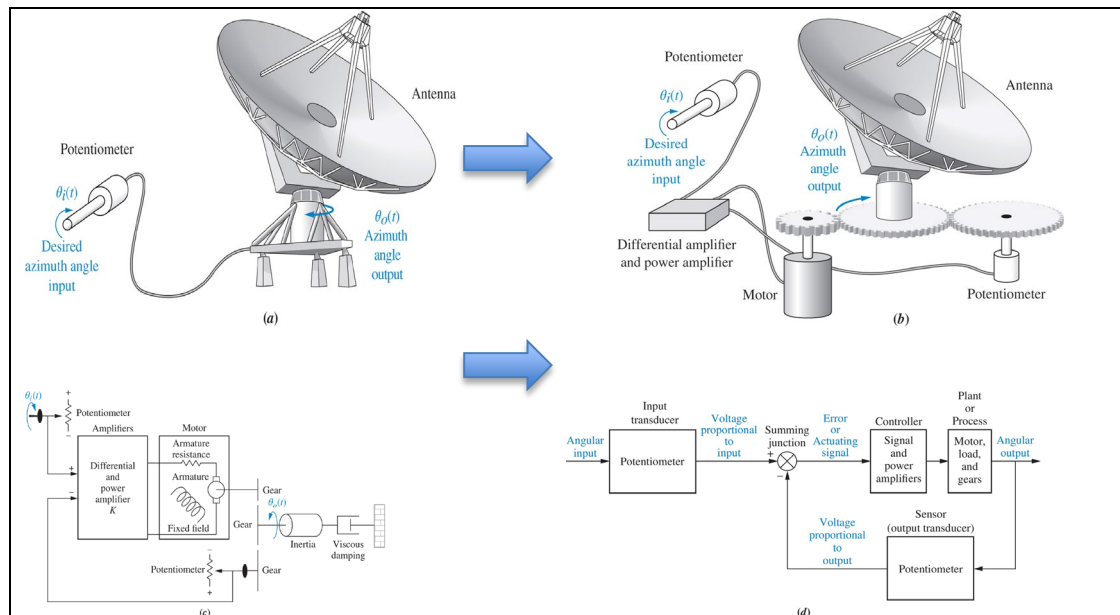 Antenna
Potentiometer
θi(t)
Desired
azimuth angle
input
θO(t)
Azimuth
angle
output
(a)
Potentiometer
θi(t)
Desired
azimuth angle
input
Antenna
θO(t)
Azimuth
angle
output
Differential amplifier
and power amplifier
Motor
Potentiometer
(b)
θi(t)
+
Potentiometer
−
Amplifiers
Motor
+
−
Differential
and
power
amplifier
K
Armature
resistance
Armature
Fixed field
Gear
θo(t)
Gear
Inertia
Viscous
damping
−
Potentiometer
+
Gear
(c)
Angular
input
Input
transducer
Potentiometer
Voltage
proportional
to
input
Summing
junction
+
−
Error
or
Actuating
signal
Controller
Signal
and
power
amplifiers
Plant
or
Process
Motor,
load,
and
gears
Angular
output
Voltage
proportional
to
output
Sensor
(output transducer)
Potentiometer
(d)